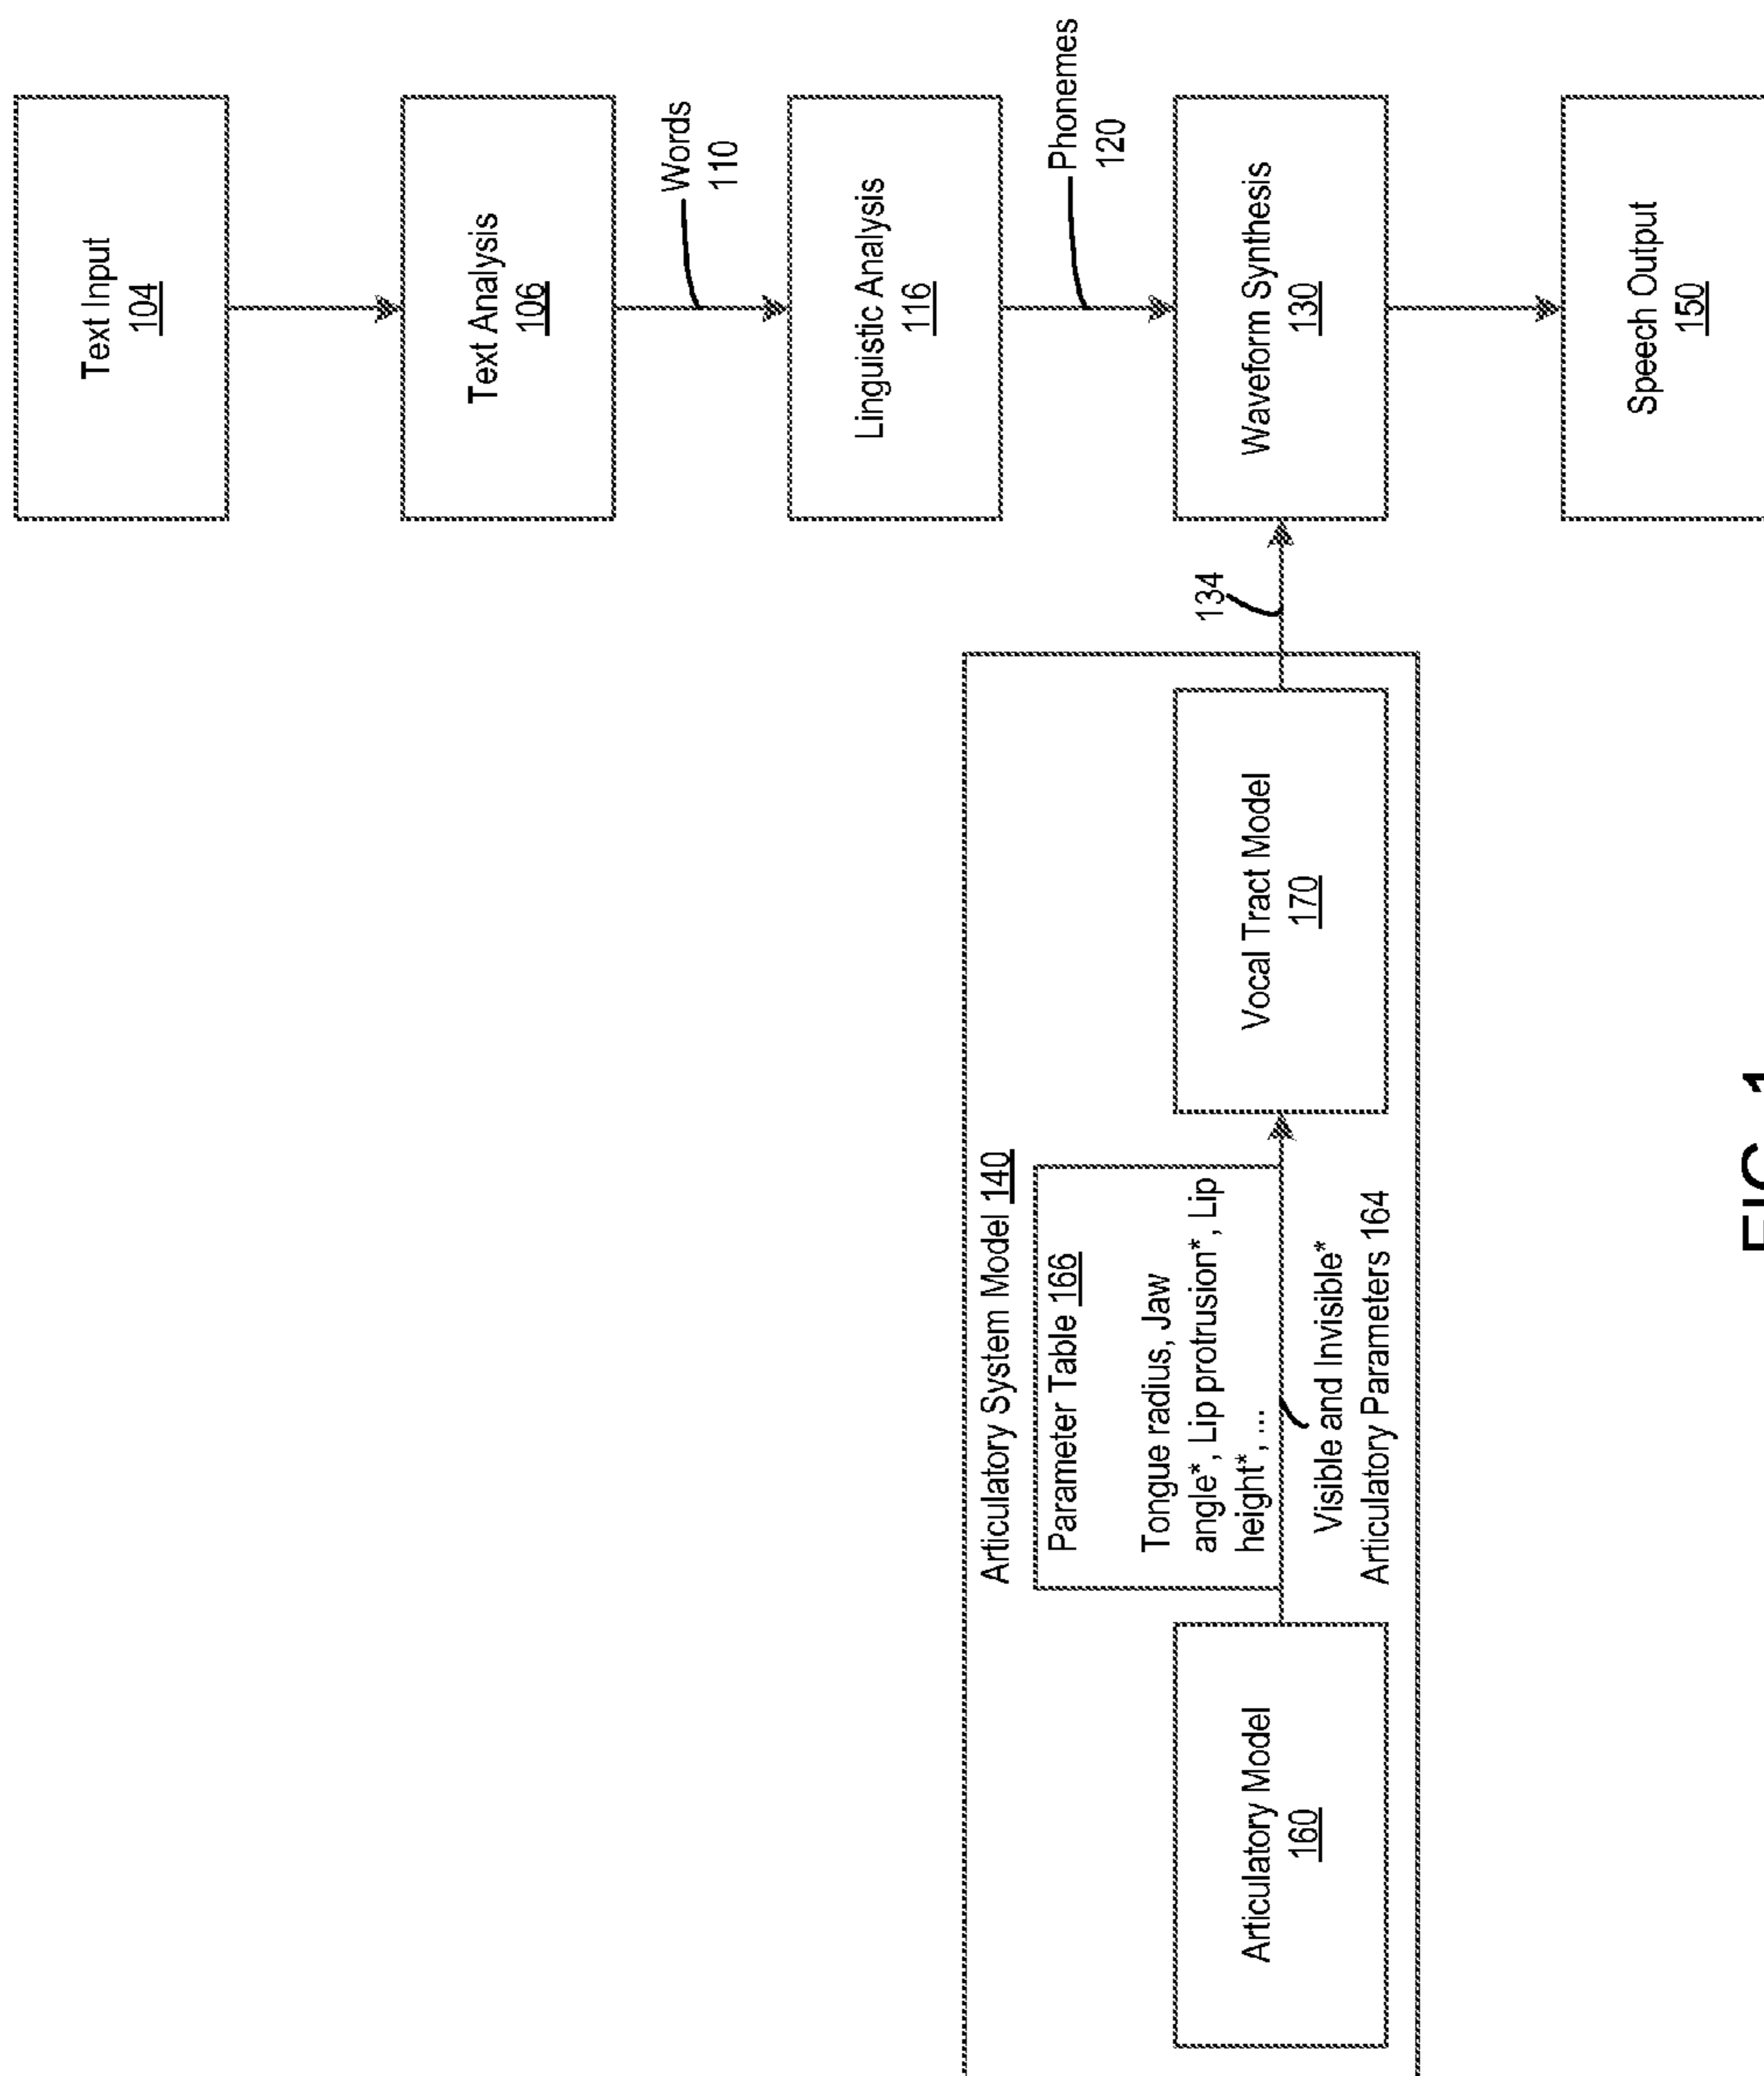 Text Input
104
Text Analysis
106
Words
110
Linguistic Analysis
116
Phonemes
120
Articulatory System Model 140
Parameter Table 166
Tongue radius, Jaw
angle*, Lip protrusion*, Lip
height*, ...
Visible and Invisible*
Articulatory Parameters 164
Articulatory Model
160
Vocal Tract Model
170
134
Waveform Synthesis
130
Speech Output
150
FIG. 1